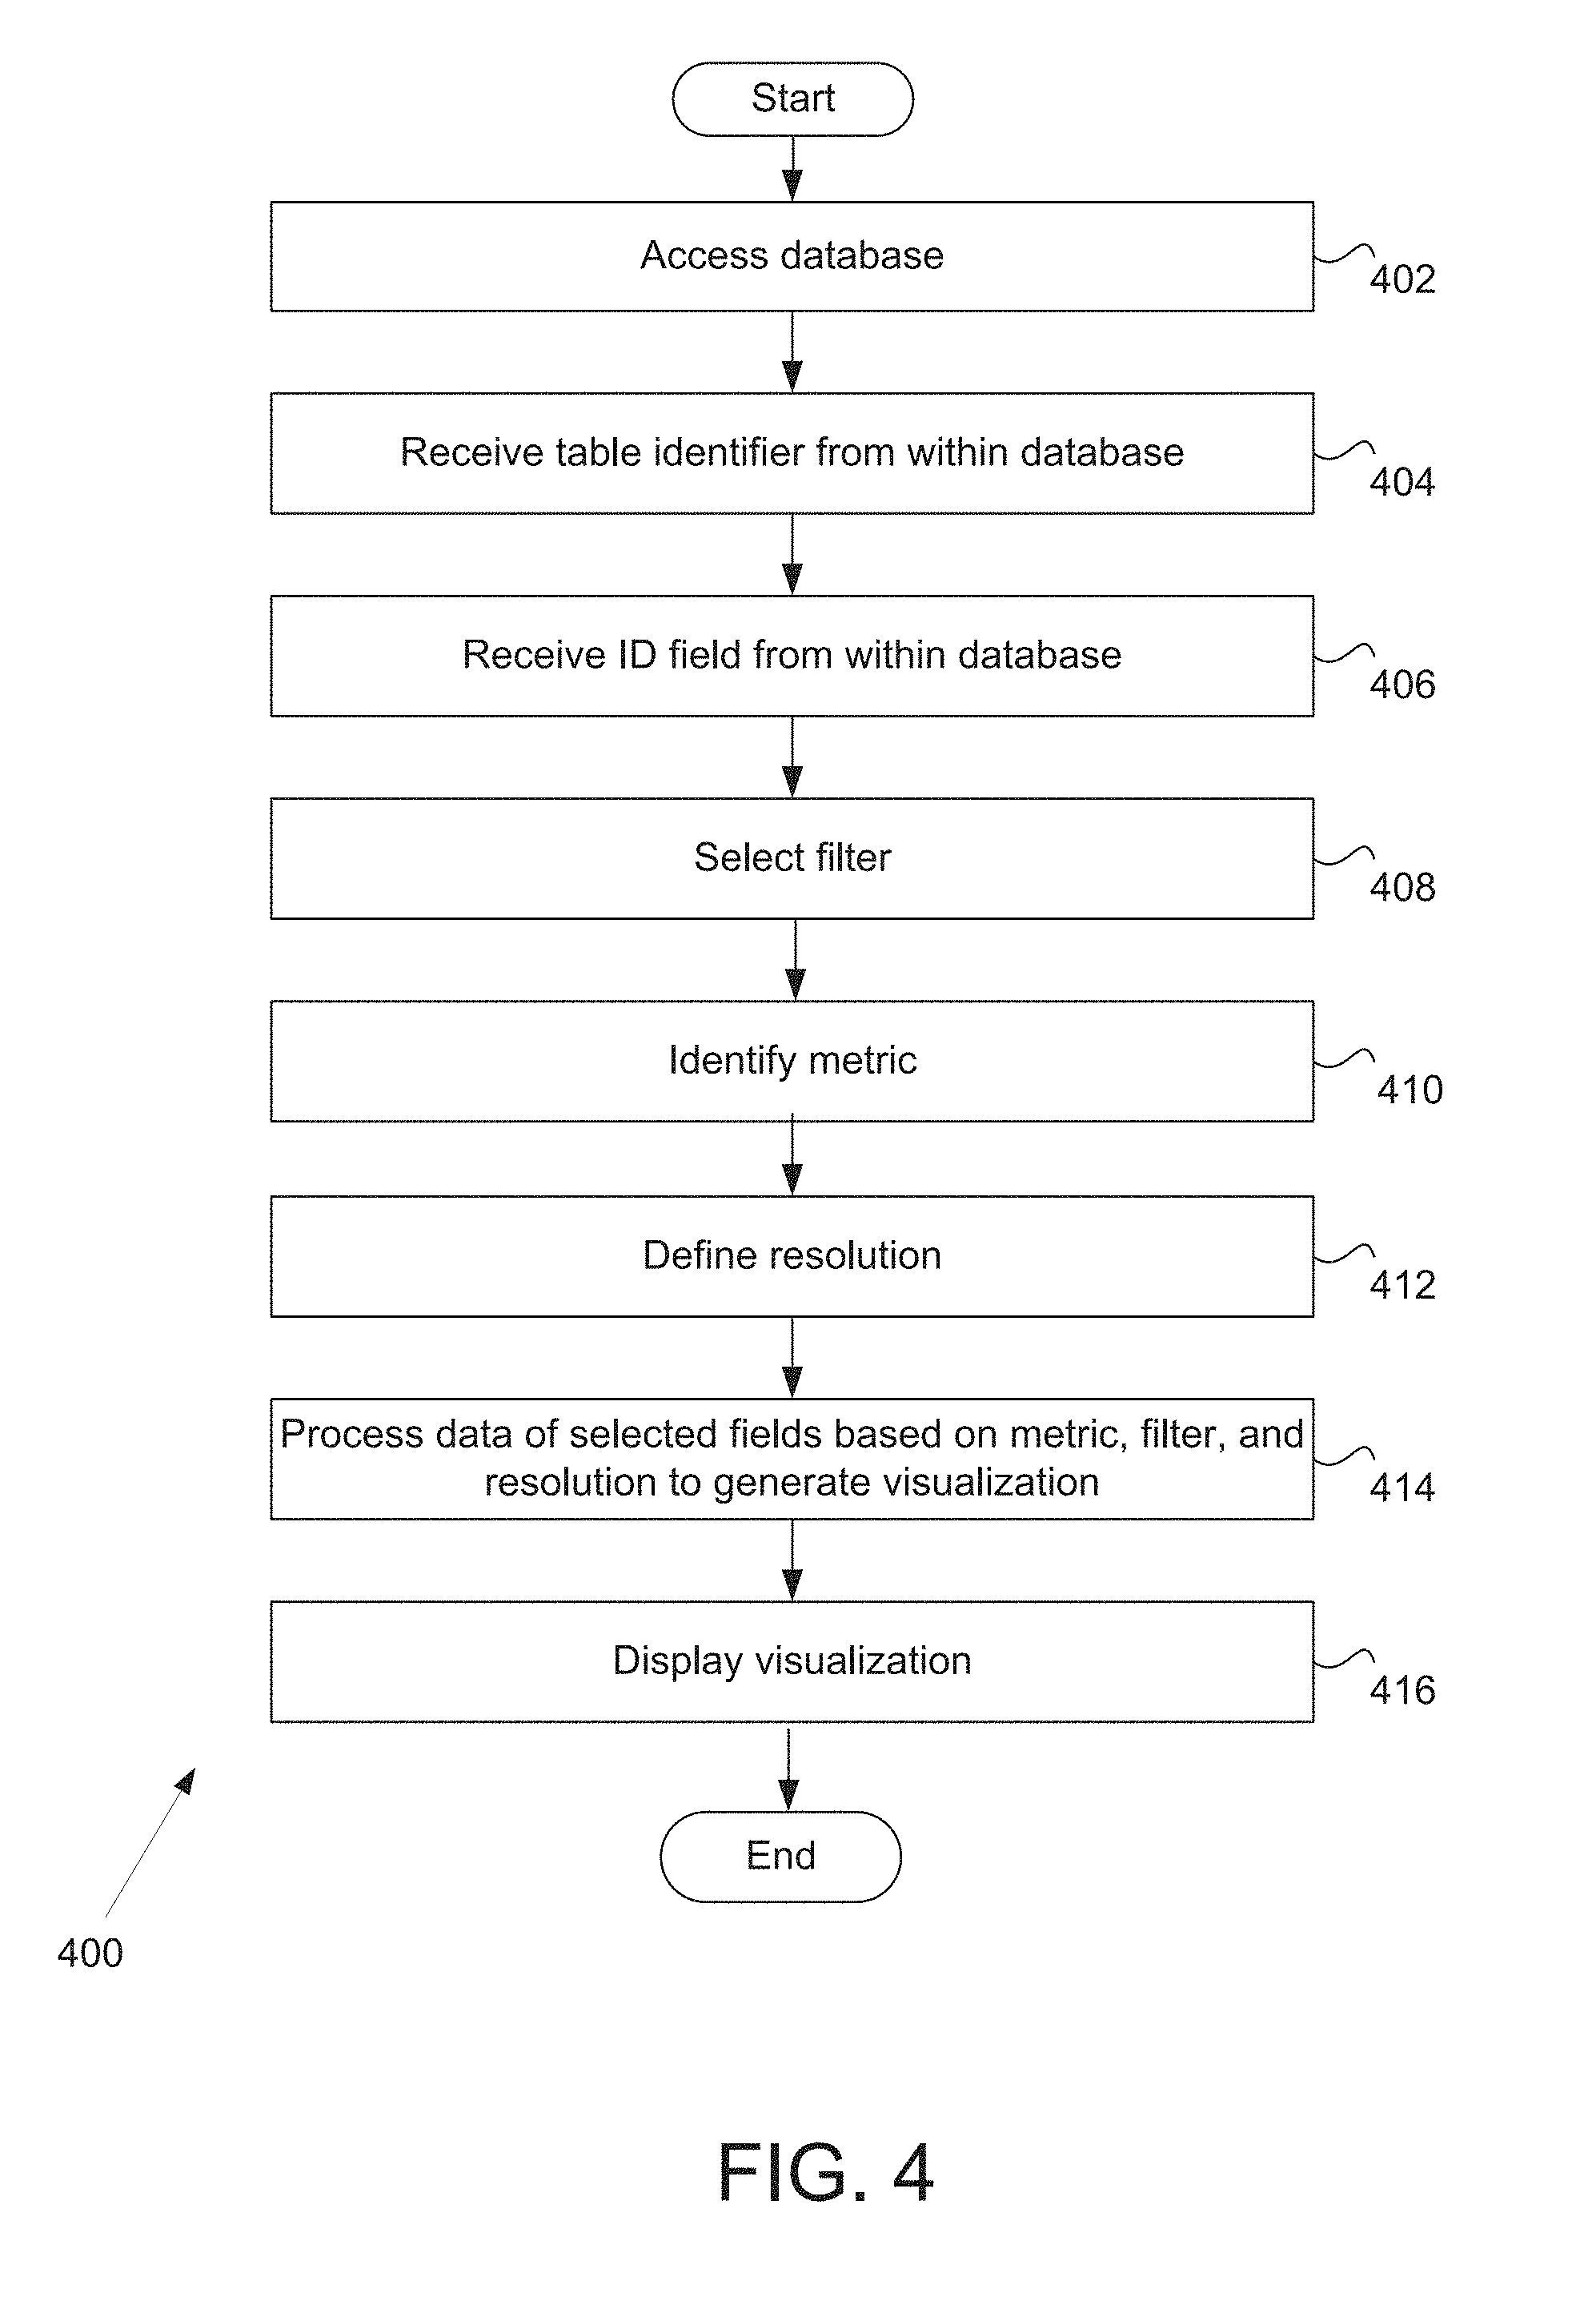 Start
Access database
402
Receive table identifier from within database
404
Receive ID field from within database
406
Select filter
408
Identify metric
410
Define resolution
412
Process data of selected fields based on metric, filter, and
resolution to generate visualization
414
Display visualization
416
End
400
FIG. 4